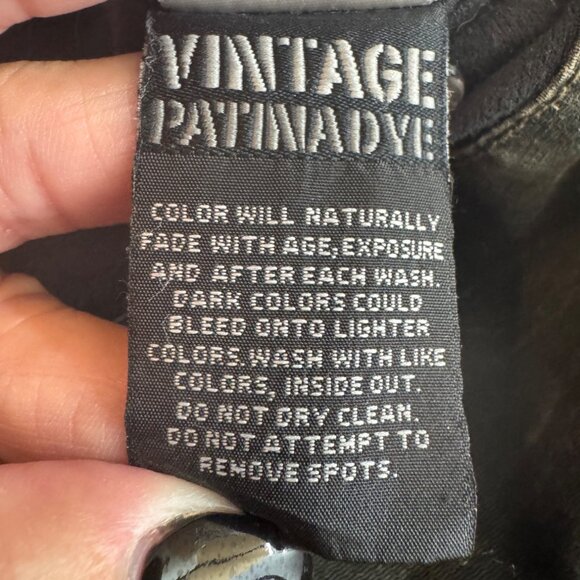 VINTAGE
PATINA DYE
COLOR WILL NATURALLY
FADE WITH AGE, EXPOSURE
AND AFTER EACH WASH.
DARK COLORS COULD
BLEED ONTO LIGHTER
COLORS. WASH WITH LIKE
COLORS, INSIDE OUT.
DO NOT DRY CLEAN.
DO NOT ATTEMPT TO
REMOVE SPOTS.